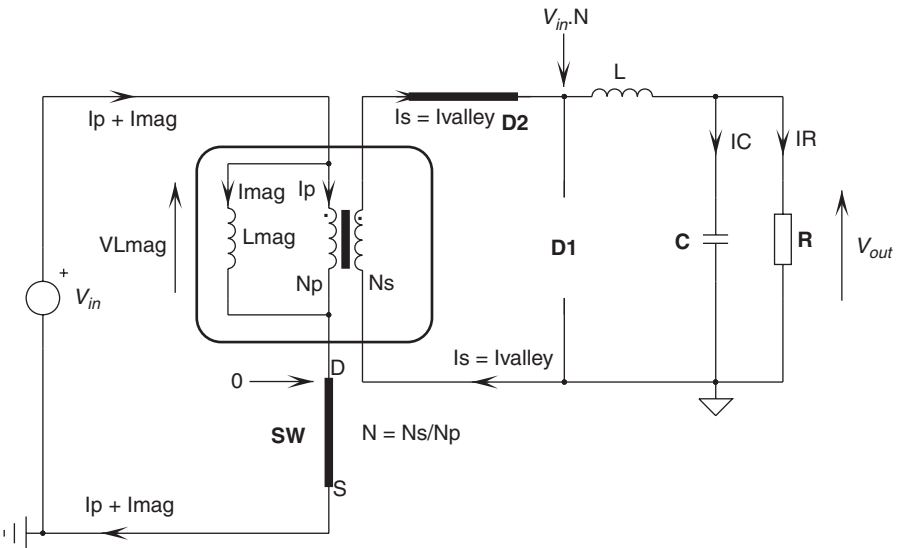 Vin.N
L
Ip + Imag
Is = Ivalley D2
IC
IR
Imag
Ip
VLmag
Lmag
D1
C
R
Vout
+
Vin
Np
Ns
Is = Ivalley
0
D
SW
N = Ns/Np
S
Ip + Imag